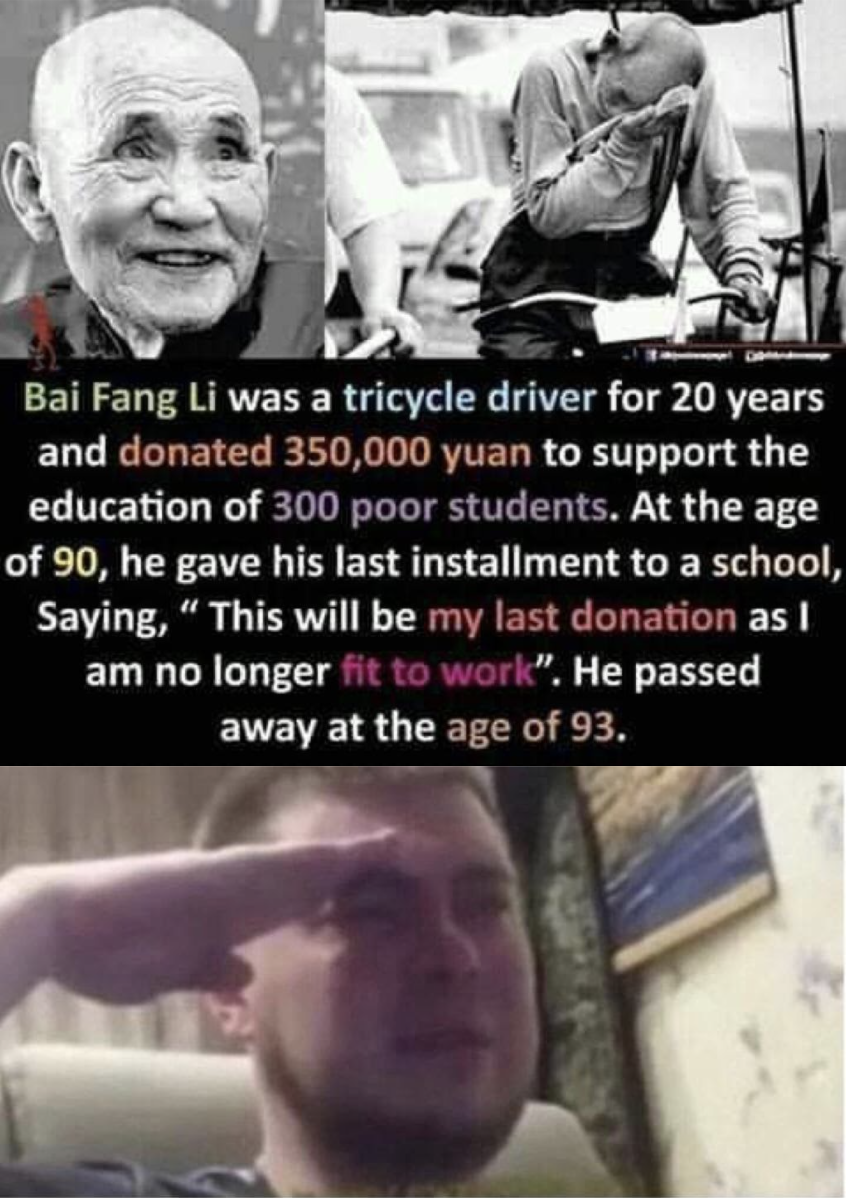 Bai Fang Li was a tricycle driver for 20 years
and donated 350,000 yuan to support the
education of 300 poor students. At the age
of 90, he gave his last installment to a school,
Saying, “ This will be my last donation as I
am no longer fit to work”. He passed
away at the age of 93.